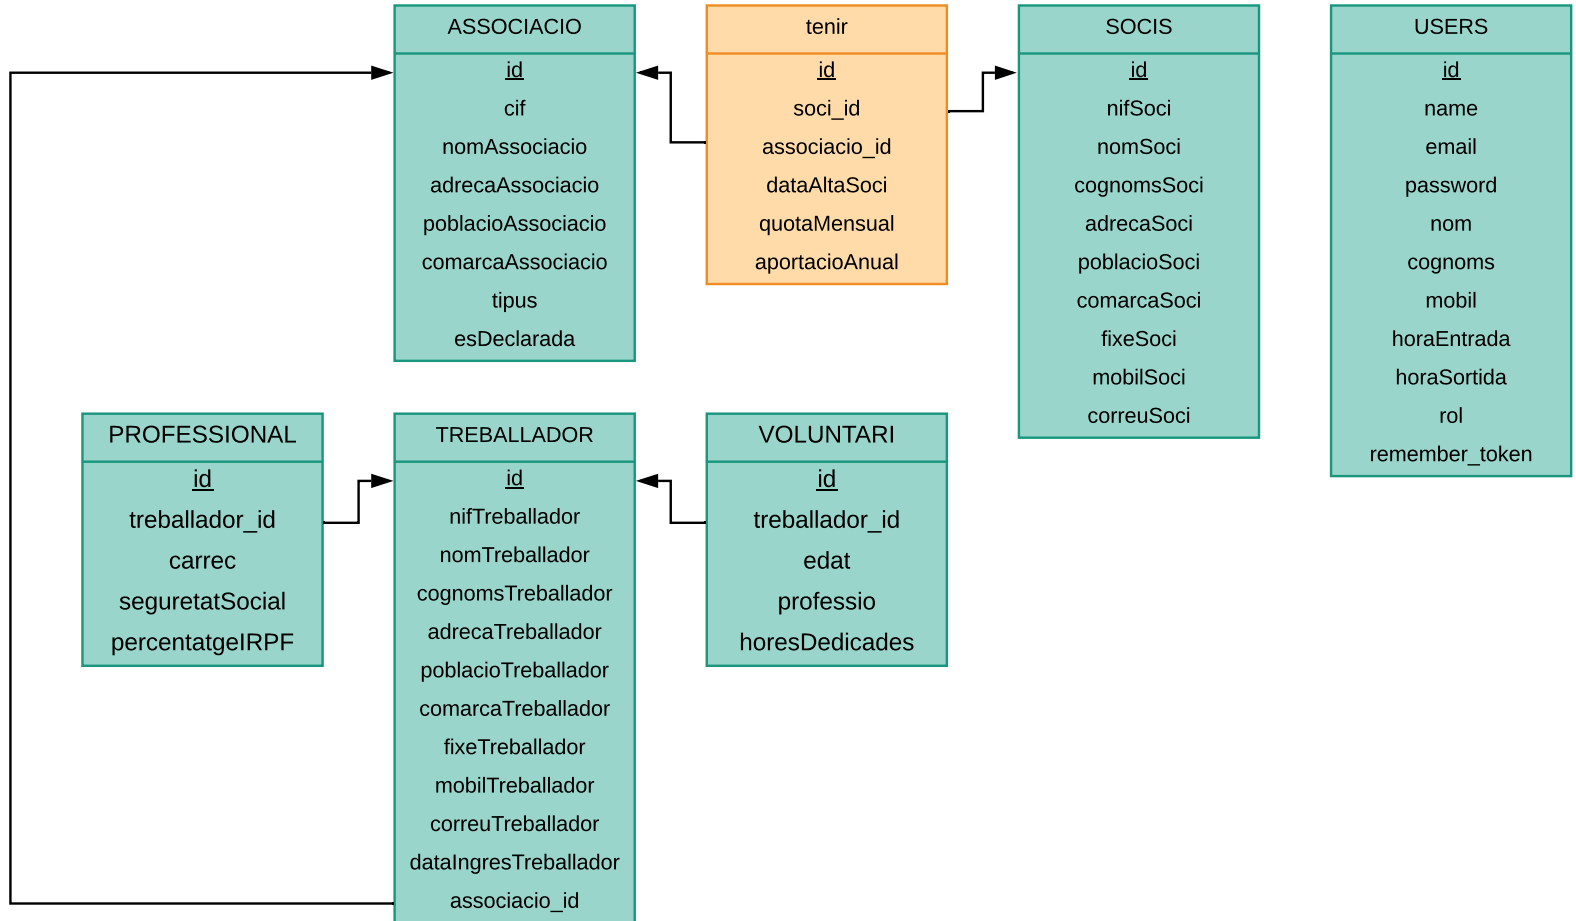 ASSOCIACIO
id
cif
nomAssociacio
adrecaAssociacio
poblacioAssociacio
comarcaAssociacio
tipus
esDeclarada
tenir
id
soci_id
associacio_id
dataAltaSoci
quotaMensual
aportacioAnual
SOCIS
id
nifSoci
nomSoci
cognomsSoci
adrecaSoci
poblacioSoci
comarcaSoci
fixeSoci
mobilSoci
correuSoci
USERS
id
name
email
password
nom
cognoms
mobil
horaEntrada
horaSortida
rol
remember_token
PROFESSIONAL
id
treballador_id
carrec
seguretatSocial
percentatgeIRPF
TREBALLADOR
id
nifTreballador
nomTreballador
cognomsTreballador
adrecaTreballador
poblacioTreballador
comarcaTreballador
fixeTreballador
mobilTreballador
correuTreballador
dataIngresTreballador
associacio_id
VOLUNTARI
id
treballador_id
edat
professio
horesDedicades